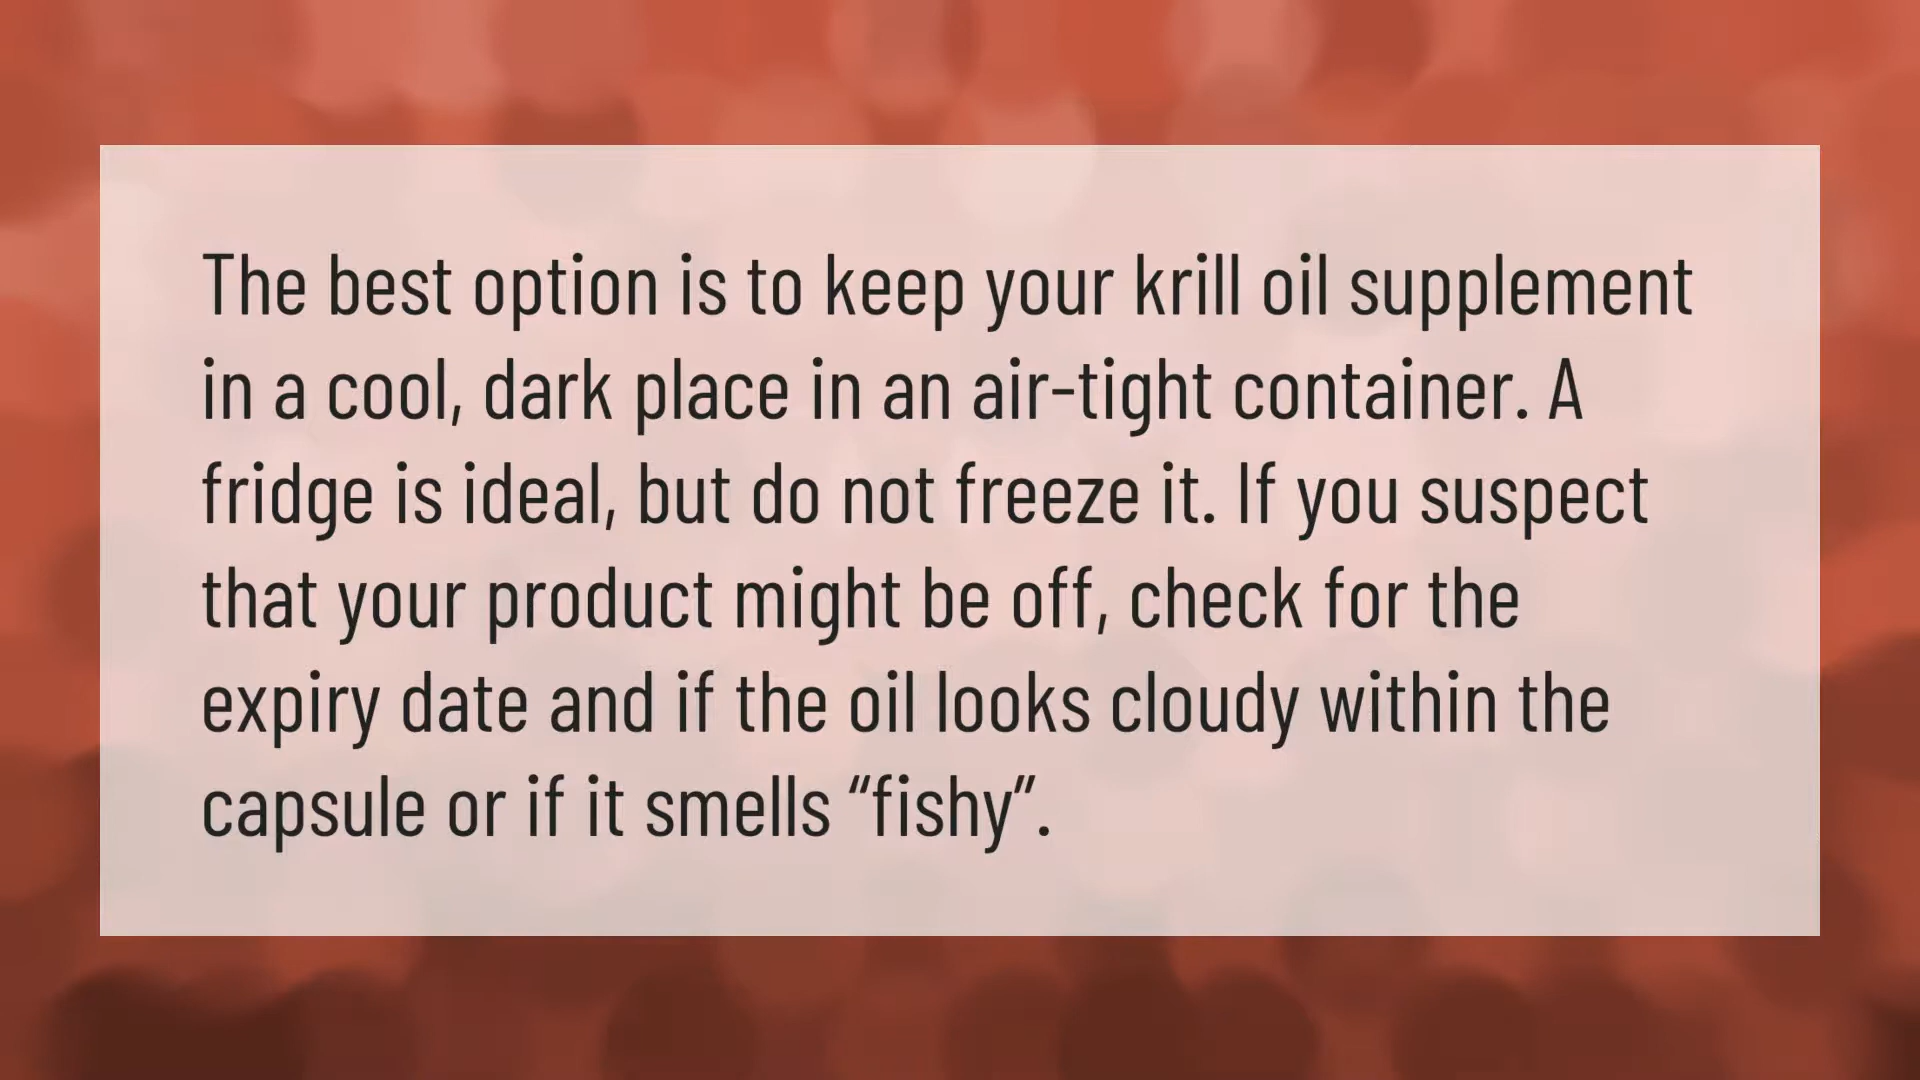 The best option is to keep your krill oil supplement
in a cool, dark place in an air-tight container. A
fridge is ideal, but do not freeze it. If you suspect
that your product might be off, check for the
expiry date and if the oil looks cloudy within the
capsule or if it smells “fishy”.